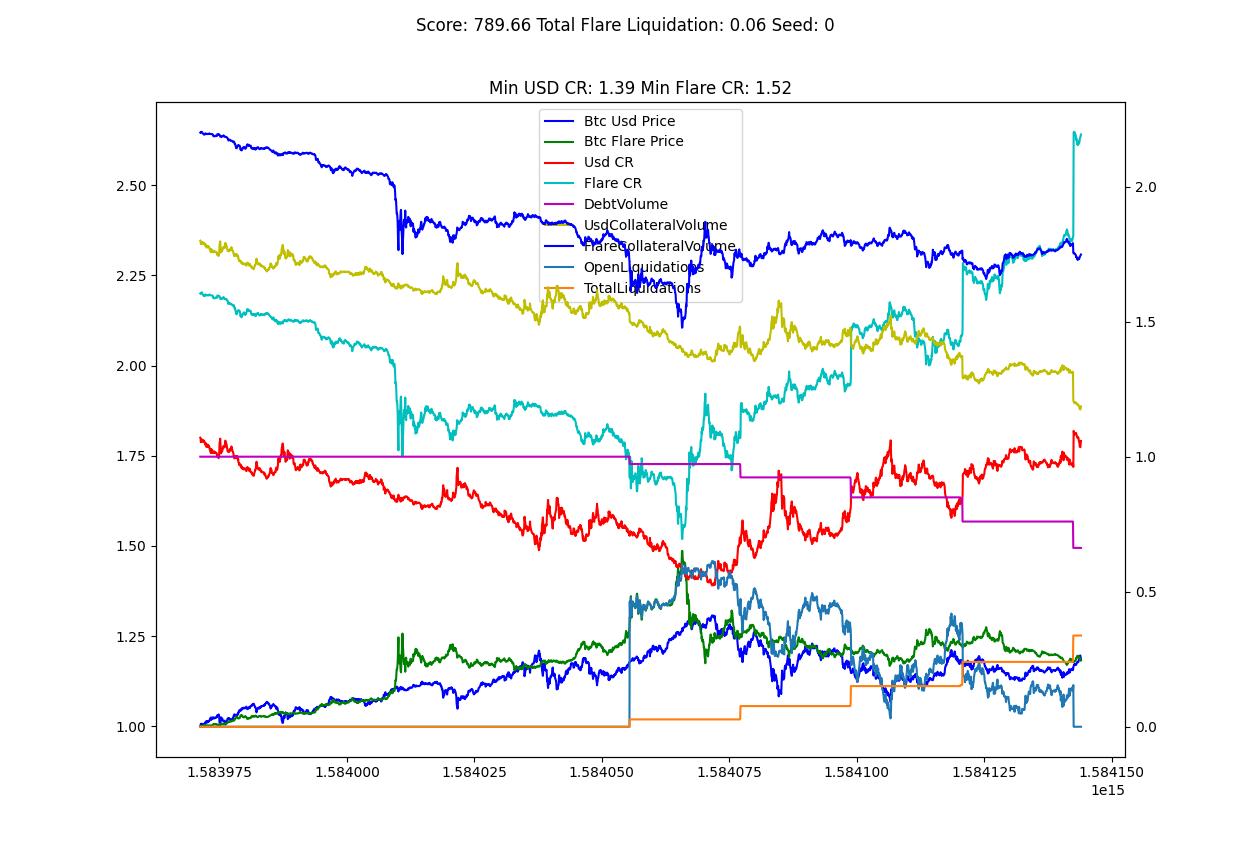 Score: 789.66 Total Flare Liquidation: 0.06 Seed: 0
Min USD CR: 1.39 Min Flare CR: 1.52
Btc Usd Price
Btc Flare Price
Usd CR
Flare CR
DebtVolume
UsdCollateralVolume
FlareCollateralVolume
OpenLiquidations
TotalLiquidations
2.50
2.25
2.00
1.75
1.50
1.25
1.00
2.0
1.5
1.0
0.5
0.0
1.583975 1.584000 1.584025 1.584050 1.584075 1.584100 1.584125 1.584150
1e15